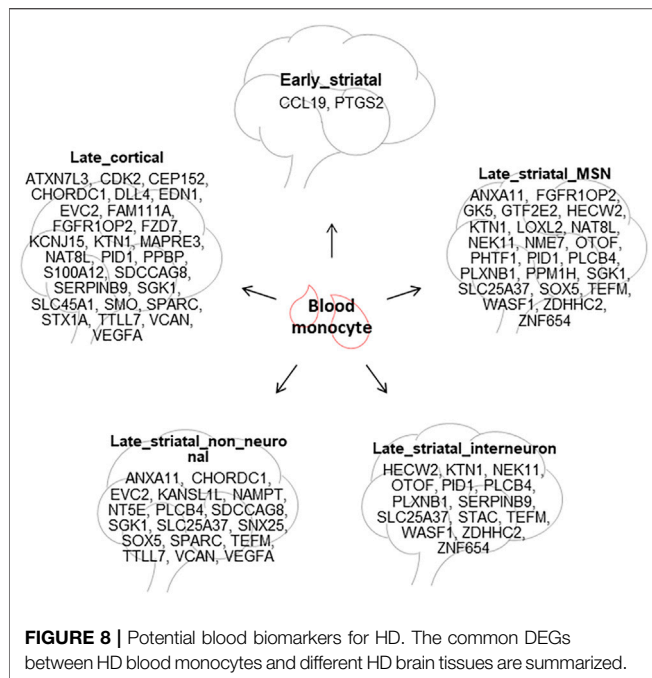 Early_striatal
CCL19, PTGS2
Late_cortical
ATXN7L3, CDK2, CEP152,
CHORDC1, DLL4, EDN1,
EVC2, FAM111A,
FGFR1OP2, FZD7,
KCNJ15, KTN1, MAPRE3,
NAT8L, PID1, PPBP,
S100A12, SDCCAG8,
SERPINB9, SGK1,
SLC45A1, SMO, SPARC,
STX1A, TTLL7, VCAN,
VEGFA
Late_striatal_MSN
ANXA11, FGFR1OP2,
GK5, GTF2E2, HECW2,
KTN1, LOXL2, NAT8L,
NEK11, NME7, OTOF,
PHTF1, PID1, PLCB4,
PLXNB1, PPM1H, SGK1,
SLC25A37, SOX5, TEFM,
WASF1, ZDHHC2,
ZNF654
Blood
monocyte
Late_striatal_non_neuro
nal
ANXA11, CHORDC1,
EVC2, KANSL1L, NAMPT,
NT5E, PLCB4, SDCCAG8,
SGK1, SLC25A37, SNX25,
SOX5, SPARC, TEFM,
TTLL7, VCAN, VEGFA
Late_striatal_interneuron
HECW2, KTN1, NEK11,
OTOF, PID1, PLCB4,
PLXNB1, SERPINB9,
SLC25A37, STAC, TEFM,
WASF1, ZDHHC2,
ZNF654
FIGURE 8 | Potential blood biomarkers for HD. The common DEGs
between HD blood monocytes and different HD brain tissues are summarized.